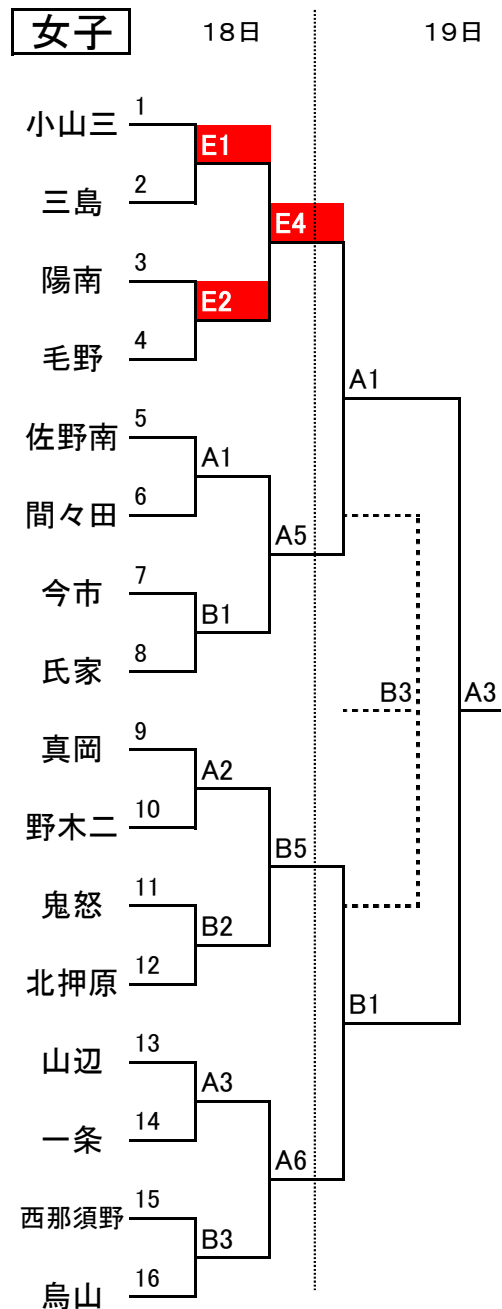 女子 18日 19日
1
小山三
E1
2
三島
E4
3
陽南
E2
4
毛野
A1
5
佐野南
A1
6
間々田
A5
7
今市
B1
8
氏家
B3 A3
9
真岡
A2
10
野木二
B5
11
鬼怒
B2
12
北押原
B1
13
山辺
A3
14
一条
A6
15
西那須野
B3
16
烏山